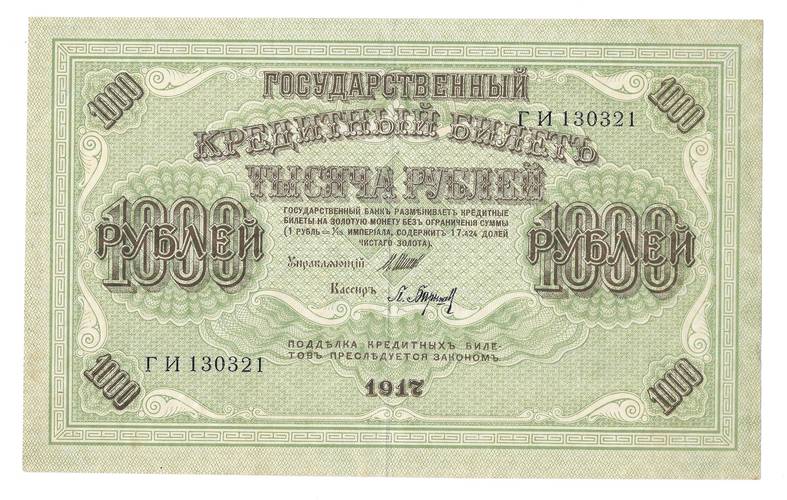 1000 1000
ГОСУДАРСТВЕННЫЙ
ГИ 130321
КРЕДИТНЫЙ БИЛЕТЪ
ТЫСЯЧА РУБЛЕЙ
1000 РУБЛЕЙ
1000 РУБЛЕЙ
ГОСУДАРСТВЕННЫЙ БАНКЪ РАЗМѢНИВАЕТЪ КРЕДИТНЫЕ
БИЛЕТЫ НА ЗОЛОТУЮ МОНЕТУ БЕЗЪ ОГРАНИЧЕНІЯ СУММЫ
(1 РУБЛЬ = 1/15 ИМПЕРІАЛА, СОДЕРЖИТЪ 17,424 ДОЛЕЙ
ЧИСТАГО ЗОЛОТА).
Управляющій
Кассиръ
ПОДДѢЛКА КРЕДИТНЫХЪ БИЛЕ-
ТОВЪ ПРЕСЛѢДУЕТСЯ ЗАКОНОМЪ.
ГИ 130321
1917
1000 1000